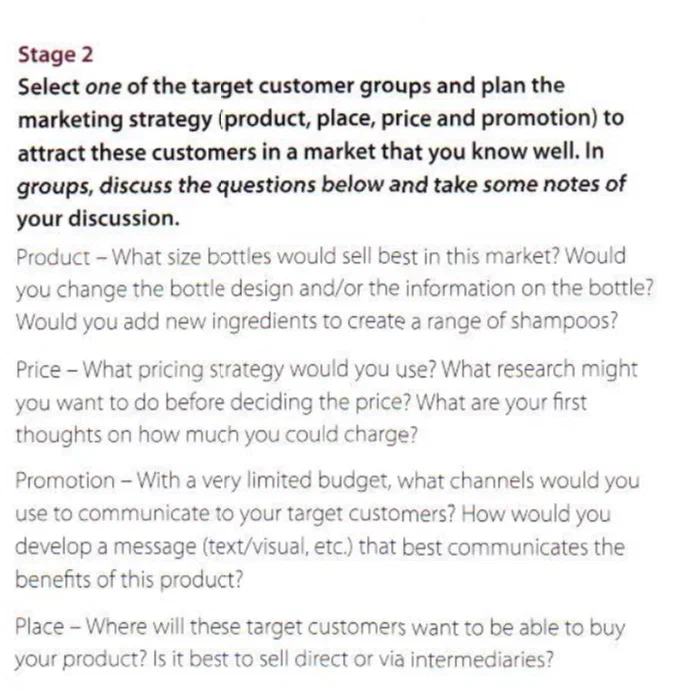 Stage 2
Select one of the target customer groups and plan the
marketing strategy (product, place, price and promotion) to
attract these customers in a market that you know well. In
groups, discuss the questions below and take some notes of
your discussion.
Product – What size bottles would sell best in this market? Would
you change the bottle design and/or the information on the bottle?
Would you add new ingredients to create a range of shampoos?
Price – What pricing strategy would you use? What research might
you want to do before deciding the price? What are your first
thoughts on how much you could charge?
Promotion – With a very limited budget, what channels would you
use to communicate to your target customers? How would you
develop a message (text/visual, etc.) that best communicates the
benefits of this product?
Place – Where will these target customers want to be able to buy
your product? Is it best to sell direct or via intermediaries?